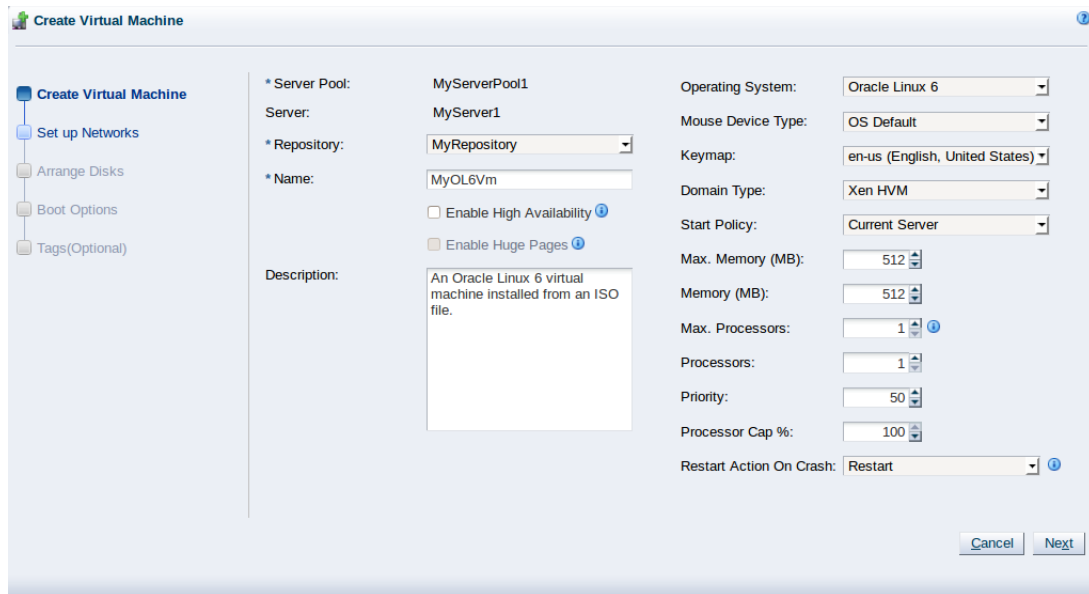 Create Virtual Machine
Create Virtual Machine
Set up Networks
Arrange Disks
Boot Options
Tags(Optional)
* Server Pool: MyServerPool1
Server: MyServer1
* Repository: MyRepository
* Name: MyOL6Vm
Enable High Availability
Enable Huge Pages
Description: An Oracle Linux 6 virtual
machine installed from an ISO
file.
Operating System: Oracle Linux 6
Mouse Device Type: OS Default
Keymap: en-us (English, United States)
Domain Type: Xen HVM
Start Policy: Current Server
Max. Memory (MB): 512
Memory (MB): 512
Max. Processors: 1
Processors: 1
Priority: 50
Processor Cap %: 100
Restart Action On Crash: Restart
Cancel Next